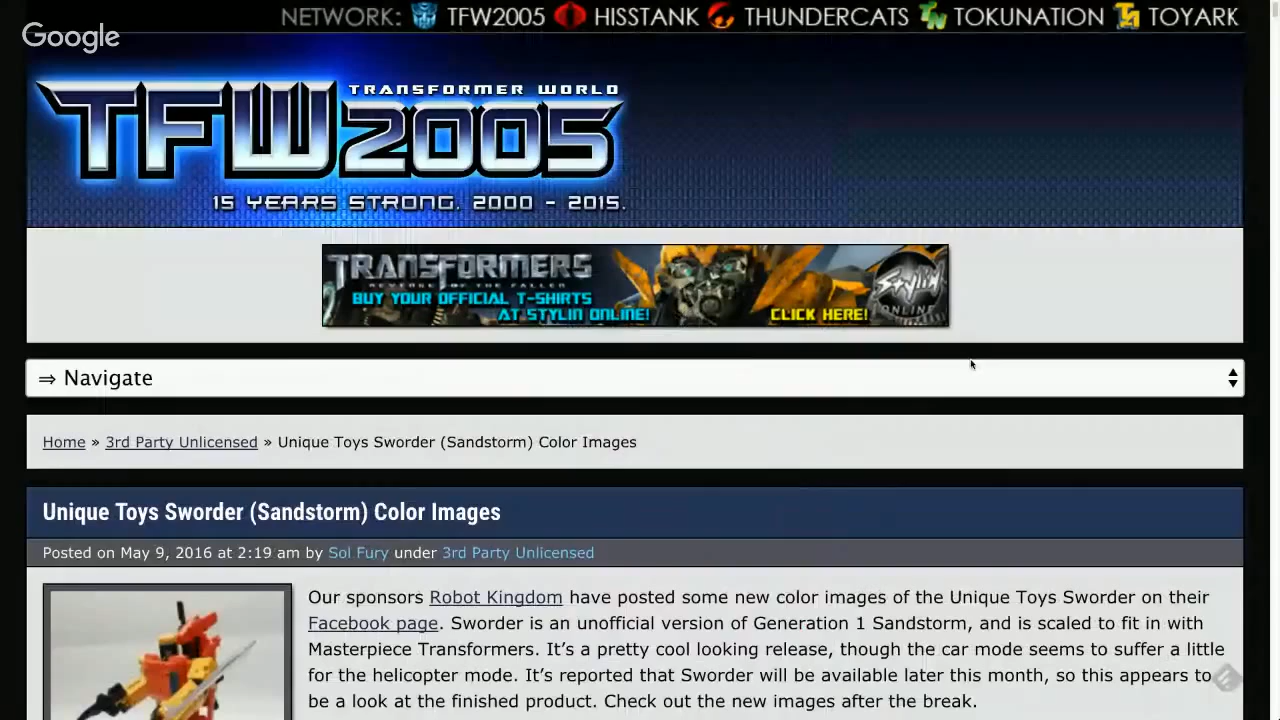 NETWORK: TFW2005 HISSTANK THUNDERCATS TOKUNATION TOYARK
Google
TRANSFORMER WORLD
TFW2005
15 YEARS STRONG. 2000 - 2015.
TRANSFORMERS
REVENGE OF THE FALLEN
BUY YOUR OFFICIAL T-SHIRTS
AT STYLIN ONLINE!
CLICK HERE!
Stylin
ONLINE
⇒ Navigate
Home » 3rd Party Unlicensed » Unique Toys Sworder (Sandstorm) Color Images
Unique Toys Sworder (Sandstorm) Color Images
Posted on May 9, 2016 at 2:19 am by Sol Fury under 3rd Party Unlicensed
Our sponsors Robot Kingdom have posted some new color images of the Unique Toys Sworder on their
Facebook page. Sworder is an unofficial version of Generation 1 Sandstorm, and is scaled to fit in with
Masterpiece Transformers. It’s a pretty cool looking release, though the car mode seems to suffer a little
for the helicopter mode. It’s reported that Sworder will be available later this month, so this appears to
be a look at the finished product. Check out the new images after the break.